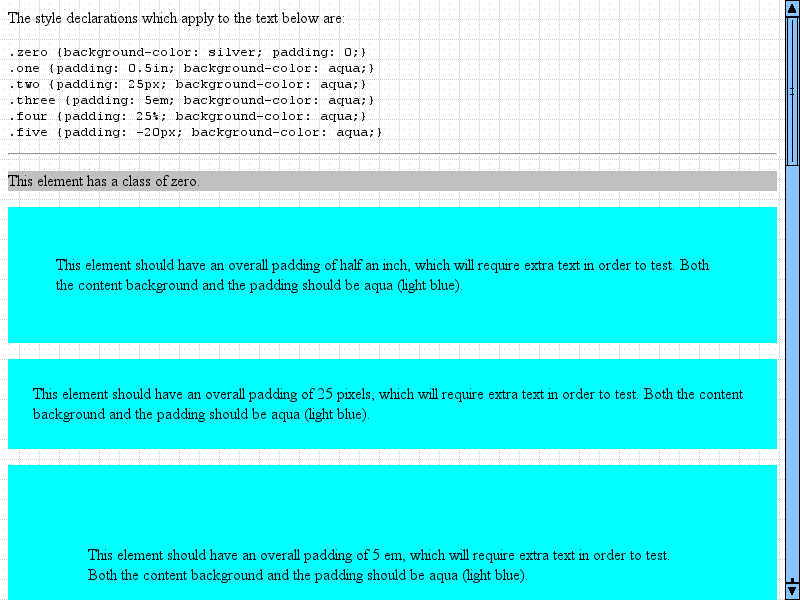 The style declarations which apply to the text below are:
.zero {background-color: silver; padding: 0;}
.one {padding: 0.5in; background-color: aqua;}
.two {padding: 25px; background-color: aqua;}
.three {padding: 5em; background-color: aqua;}
.four {padding: 25%; background-color: aqua;}
.five {padding: -20px; background-color: aqua;}
This element has a class of zero.
This element should have an overall padding of half an inch, which will require extra text in order to test. Both
the content background and the padding should be aqua (light blue).
This element should have an overall padding of 25 pixels, which will require extra text in order to test. Both the content
background and the padding should be aqua (light blue).
This element should have an overall padding of 5 em, which will require extra text in order to test.
Both the content background and the padding should be aqua (light blue).